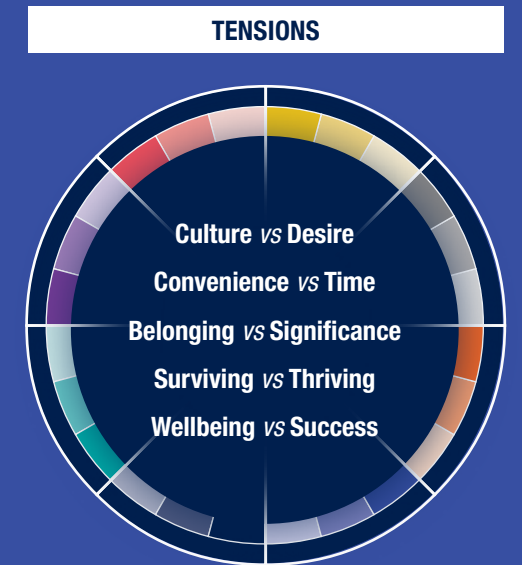 TENSIONS
Culture vs Desire
Convenience vs Time
Belonging vs Significance
Surviving vs Thriving
Wellbeing vs Success